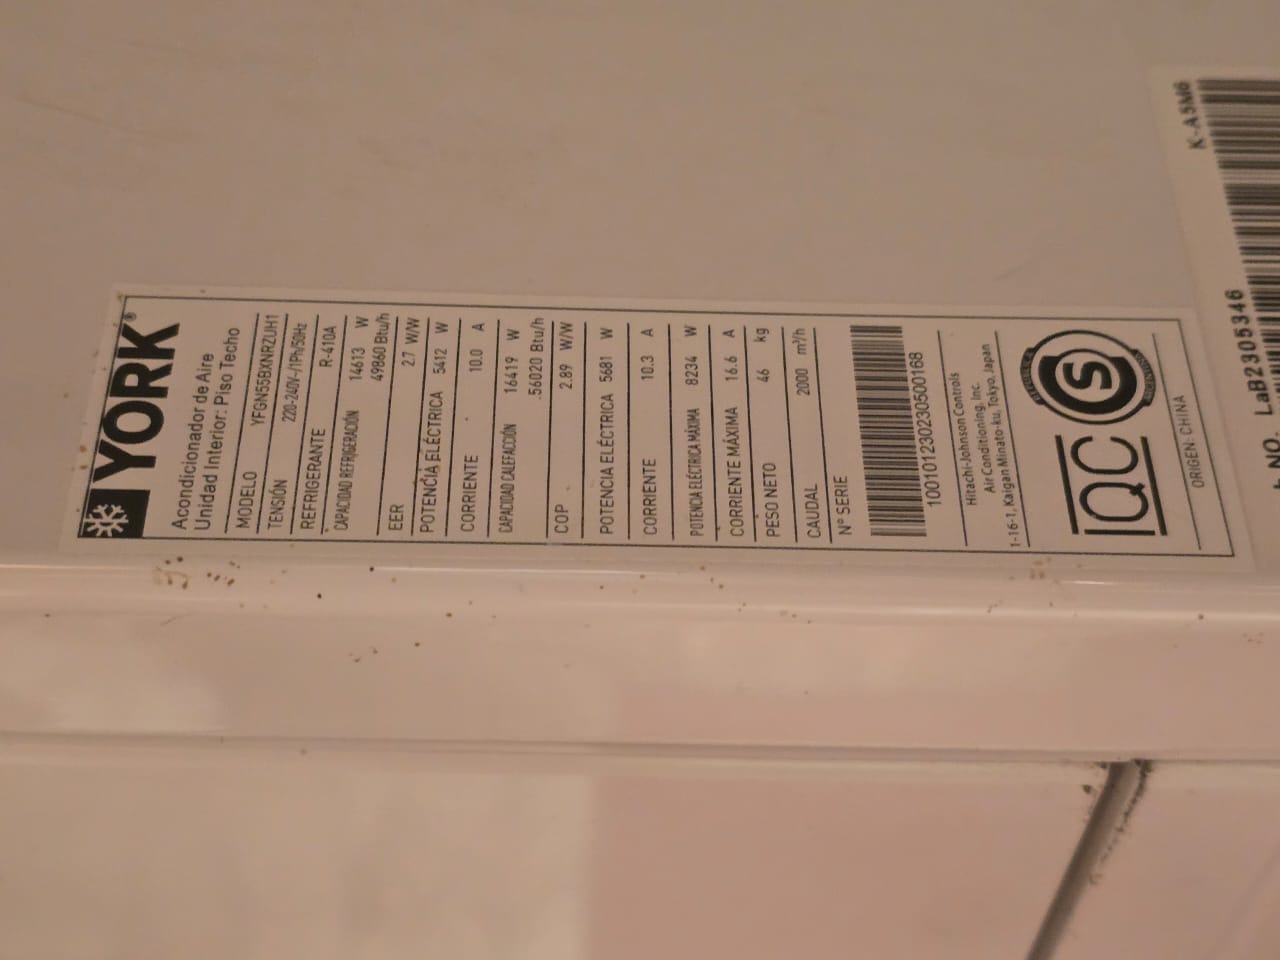 YORK®
Acondicionador de Aire
Unidad Interior: Piso Techo
MODELO YFGN55BXNRZUH1
TENSIÓN 220-240V~/1Ph/50Hz
REFRIGERANTE R-410A
CAPACIDAD REFRIGERACIÓN 14613 W
49860 Btu/h
EER 2.7 W/W
POTENCIA ELÉCTRICA 5412 W
CORRIENTE 10.0 A
CAPACIDAD CALEFACCIÓN 16419 W
56020 Btu/h
COP 2.89 W/W
POTENCIA ELÉCTRICA 5681 W
CORRIENTE 10.3 A
POTENCIA ELÉCTRICA MÁXIMA 8234 W
CORRIENTE MÁXIMA 16.6 A
PESO NETO 46 kg
CAUDAL 2000 m³/h
N° SERIE
100101230230500168
Hitachi-Johnson Controls
Air Conditioning, Inc.
1-16-1, Kaigan Minato-ku, Tokyo, Japan
IQC S
ORIGEN: CHINA
K-A5M6
NO. LaB2305346